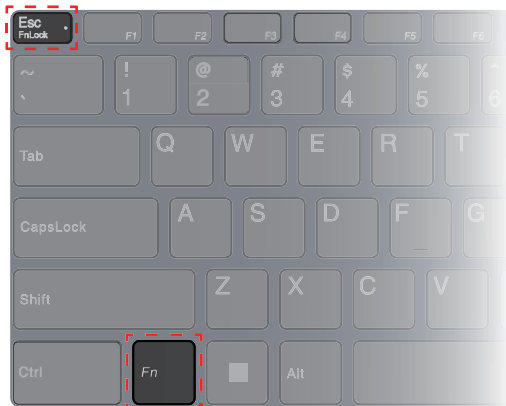 Esc
FnLock
F1 F2 F3 F4 F5 F6
~ ! @ # $ % ^
` 1 2 3 4 5 6
Tab Q W E R T
CapsLock A S D F G
Shift Z X C V
Ctrl Fn Alt